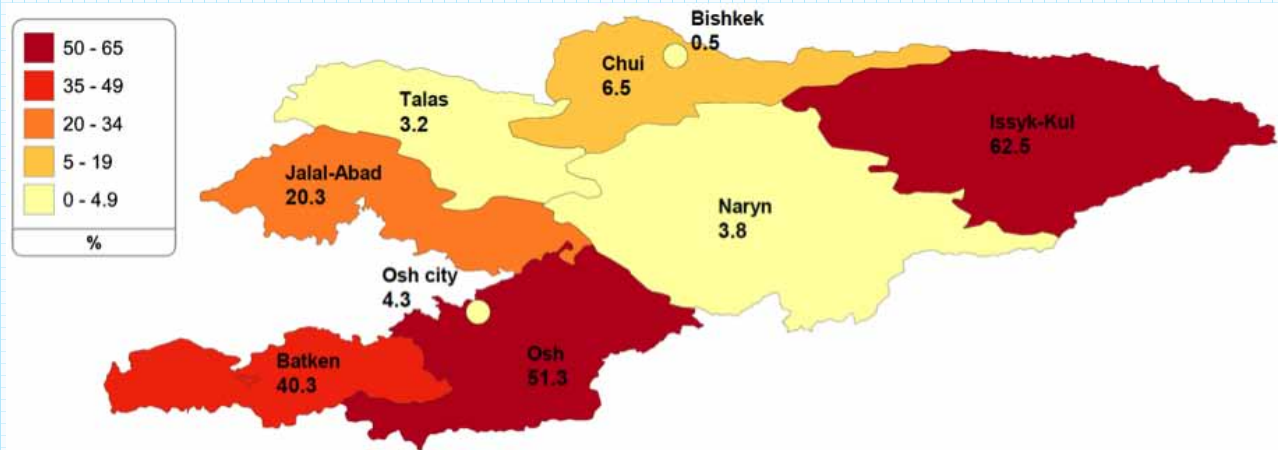 50 - 65
35 - 49
20 - 34
5 - 19
0 - 4.9
%
Bishkek
0.5
Chui
6.5
Talas
3.2
Issyk-Kul
62.5
Jalal-Abad
20.3
Naryn
3.8
Osh city
4.3
Batken
40.3
Osh
51.3